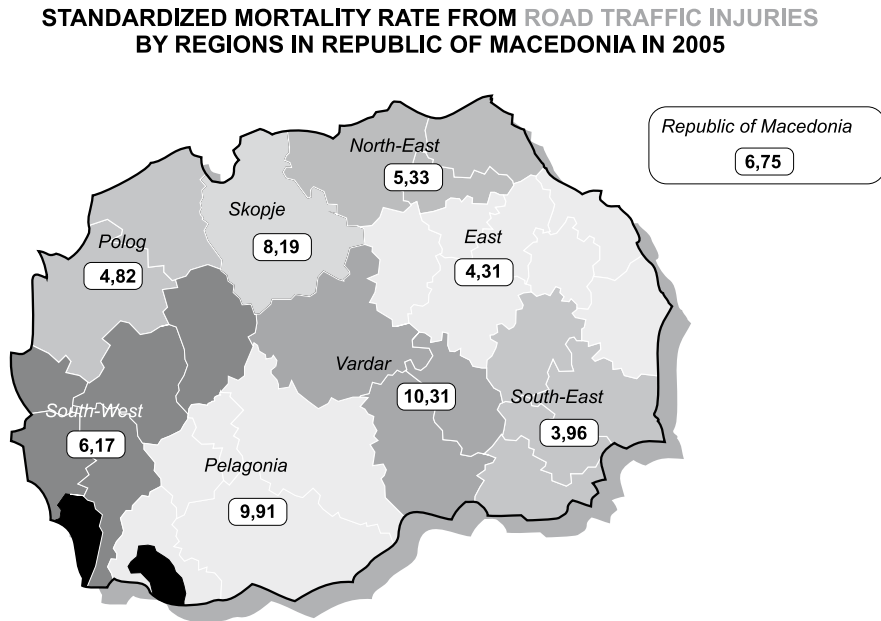 STANDARDIZED MORTALITY RATE FROM ROAD TRAFFIC INJURIES
BY REGIONS IN REPUBLIC OF MACEDONIA IN 2005
Republic of Macedonia
6,75
North-East
5,33
Skopje
8,19
East
4,31
Polog
4,82
Vardar
10,31
South-East
3,96
South-West
6,17
Pelagonia
9,91